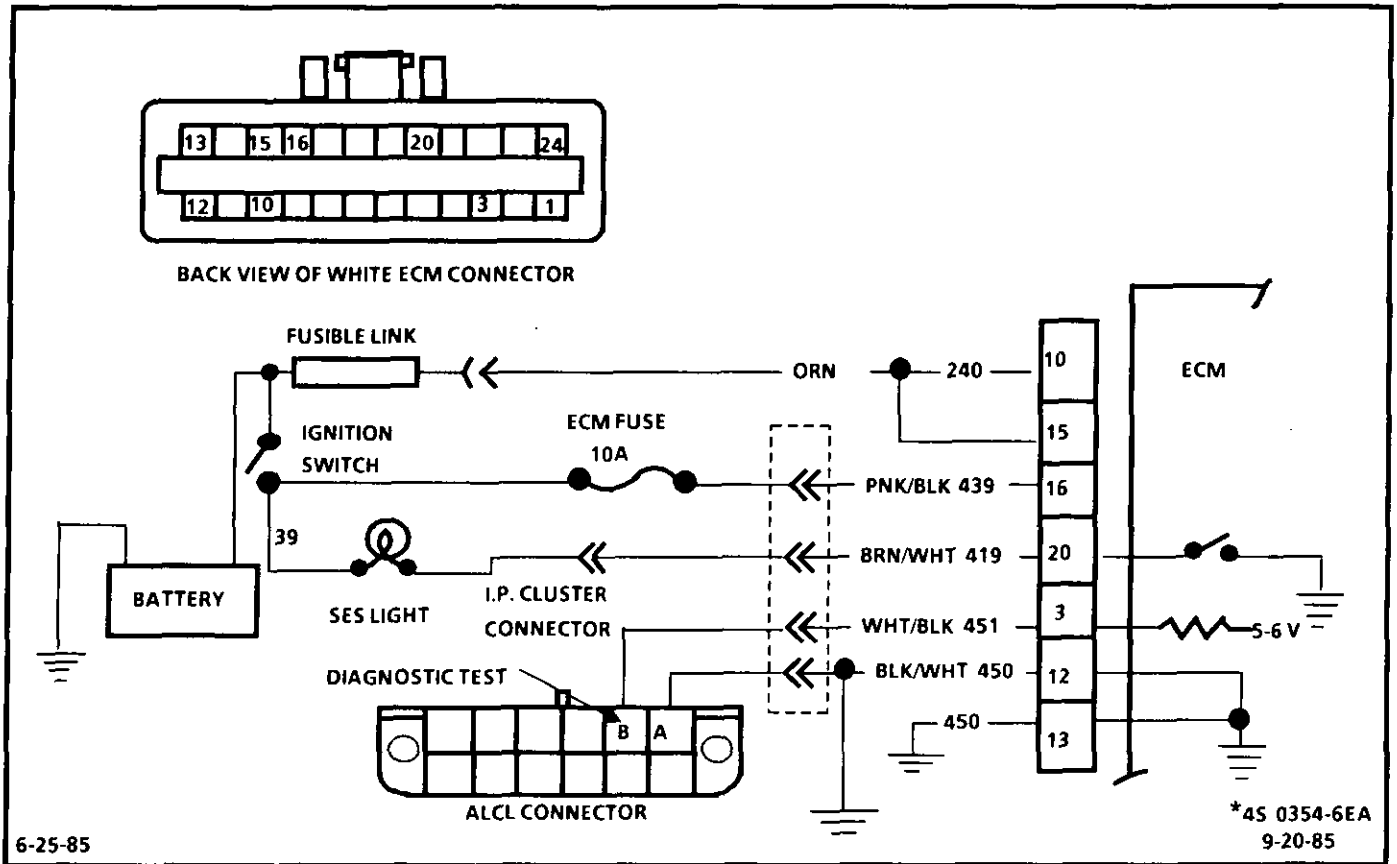 13 15 16 20 24
12 10 3 1
BACK VIEW OF WHITE ECM CONNECTOR
FUSIBLE LINK
ORN
240
10
ECM
IGNITION
SWITCH
ECM FUSE
10A
15
PNK/BLK 439
16
39
BRN/WHT 419
20
BATTERY
SES LIGHT
I.P. CLUSTER
CONNECTOR
WHT/BLK 451
3
5-6 V
DIAGNOSTIC TEST
BLK/WHT 450
12
B A
450
13
ALCL CONNECTOR
6-25-85
*4S 0354-6EA
9-20-85